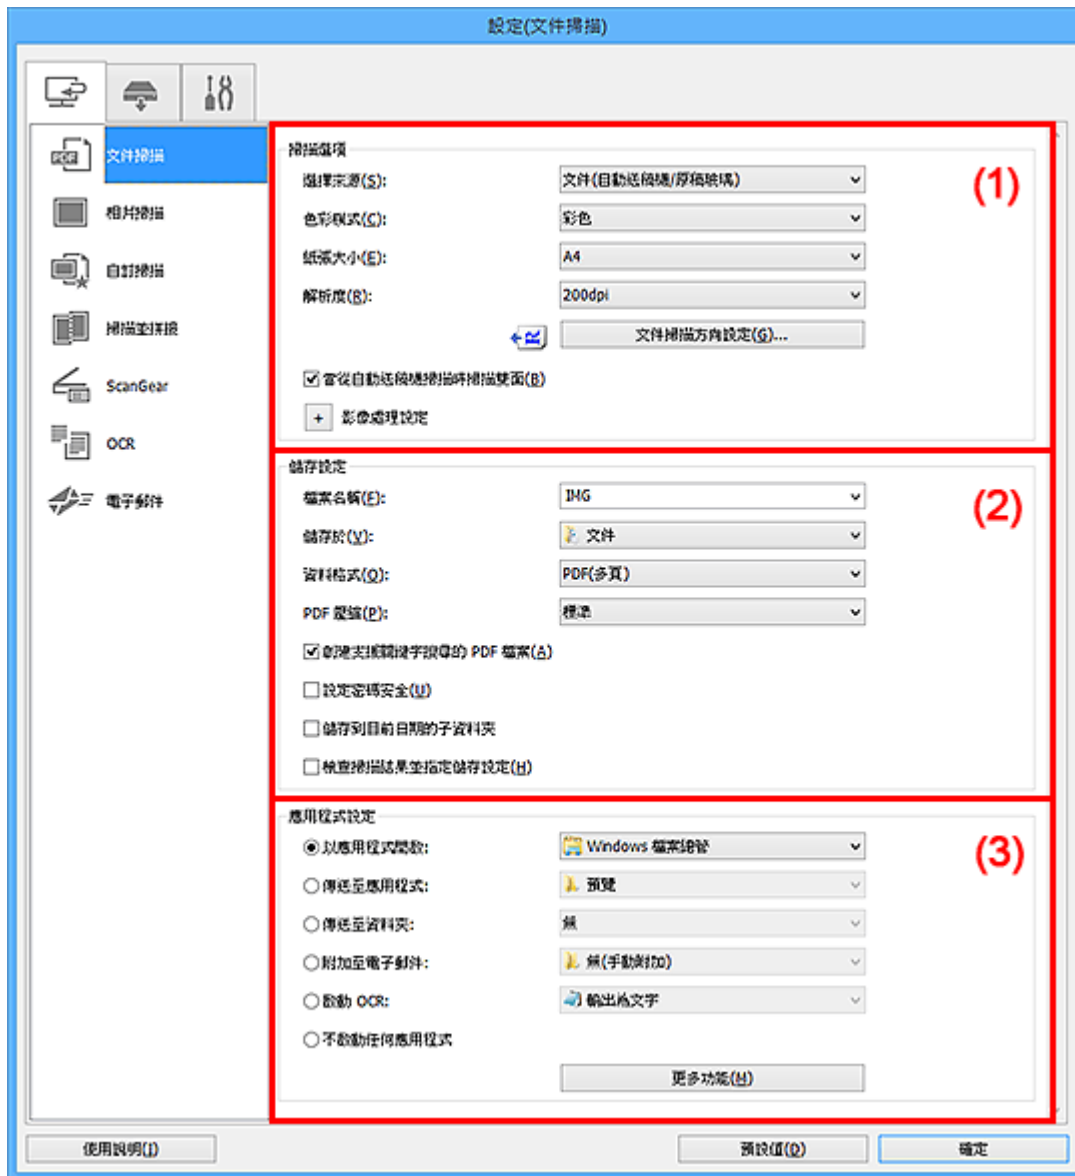 設定(文件掃描)
PDF
文件掃描
相片掃描
自訂掃描
掃描並拼接
ScanGear
OCR
電子郵件
掃描選項
(1)
選擇來源(S):
文件(自動送稿機/原稿玻璃)
色彩模式(C):
彩色
紙張大小(E):
A4
解析度(R):
200dpi
文件掃描方向設定(G)...
當從自動送稿機掃描時掃描雙面(B)
+ 影像處理設定
儲存設定
(2)
檔案名稱(F):
IMG
儲存於(V):
文件
資料格式(O):
PDF(多頁)
PDF 壓縮(P):
標準
創建支援關鍵字搜尋的 PDF 檔案(A)
設定密碼安全(U)
儲存到目前日期的子資料夾
檢查掃描結果並指定儲存設定(H)
應用程式設定
(3)
以應用程式開啟:
Windows 檔案總管
傳送至應用程式:
預覽
傳送至資料夾:
無
附加至電子郵件:
無(手動附加)
啟動 OCR:
輸出為文字
不啟動任何應用程式
更多功能(M)
使用說明(I)
預設值(D)
確定